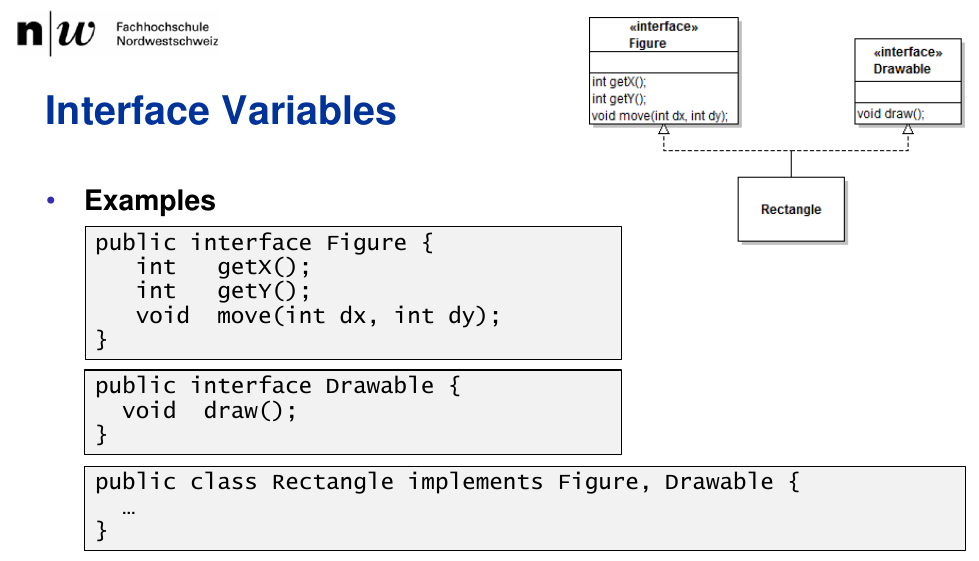 n|w Fachhochschule
Nordwestschweiz
Interface Variables
«interface»
Figure
int getX();
int getY();
void move(int dx, int dy);
«interface»
Drawable
void draw();
Rectangle
• Examples
public interface Figure {
   int   getX();
   int   getY();
   void  move(int dx, int dy);
}
public interface Drawable {
  void  draw();
}
public class Rectangle implements Figure, Drawable {
  …
}